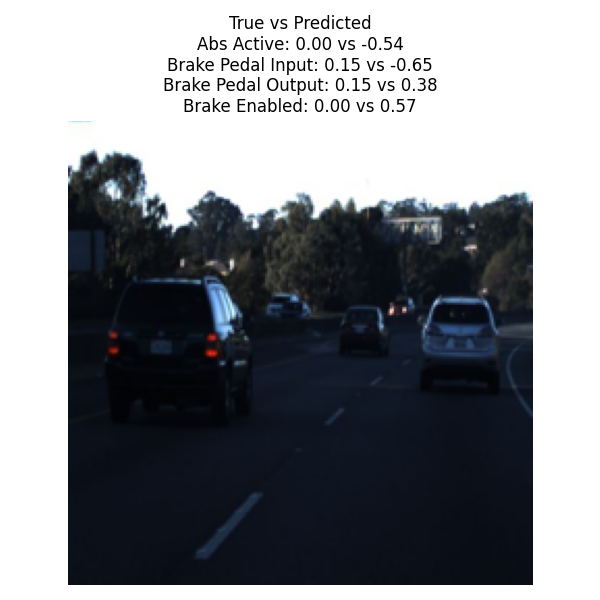 True vs Predicted
Abs Active: 0.00 vs -0.54
Brake Pedal Input: 0.15 vs -0.65
Brake Pedal Output: 0.15 vs 0.38
Brake Enabled: 0.00 vs 0.57